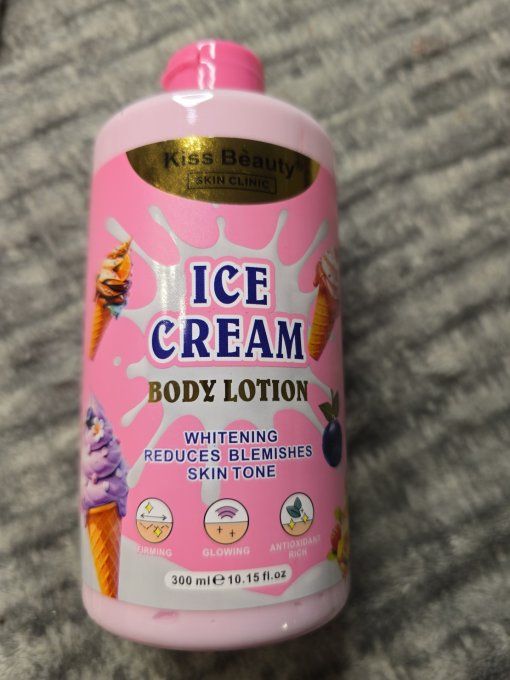 Kiss Beauty®
SKIN CLINIC
ICE
CREAM
BODY LOTION
WHITENING
REDUCES BLEMISHES
SKIN TONE
FIRMING
GLOWING
ANTIOXIDANT
RICH
300 ml ℮ 10.15 fl.oz